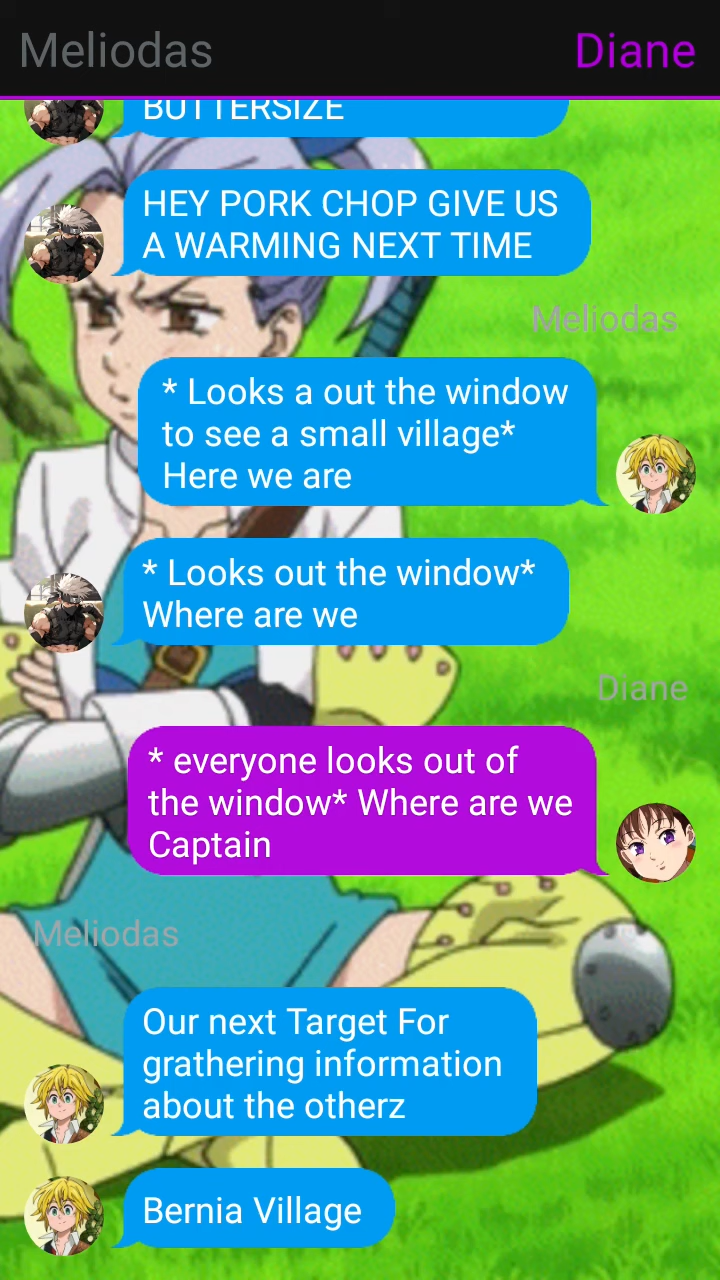 Meliodas
Diane
BUTTERSIZE
HEY PORK CHOP GIVE US
A WARMING NEXT TIME
Meliodas
* Looks a out the window
to see a small village*
Here we are
* Looks out the window*
Where are we
Diane
* everyone looks out of
the window* Where are we
Captain
Meliodas
Our next Target For
grathering information
about the otherz
Bernia Village